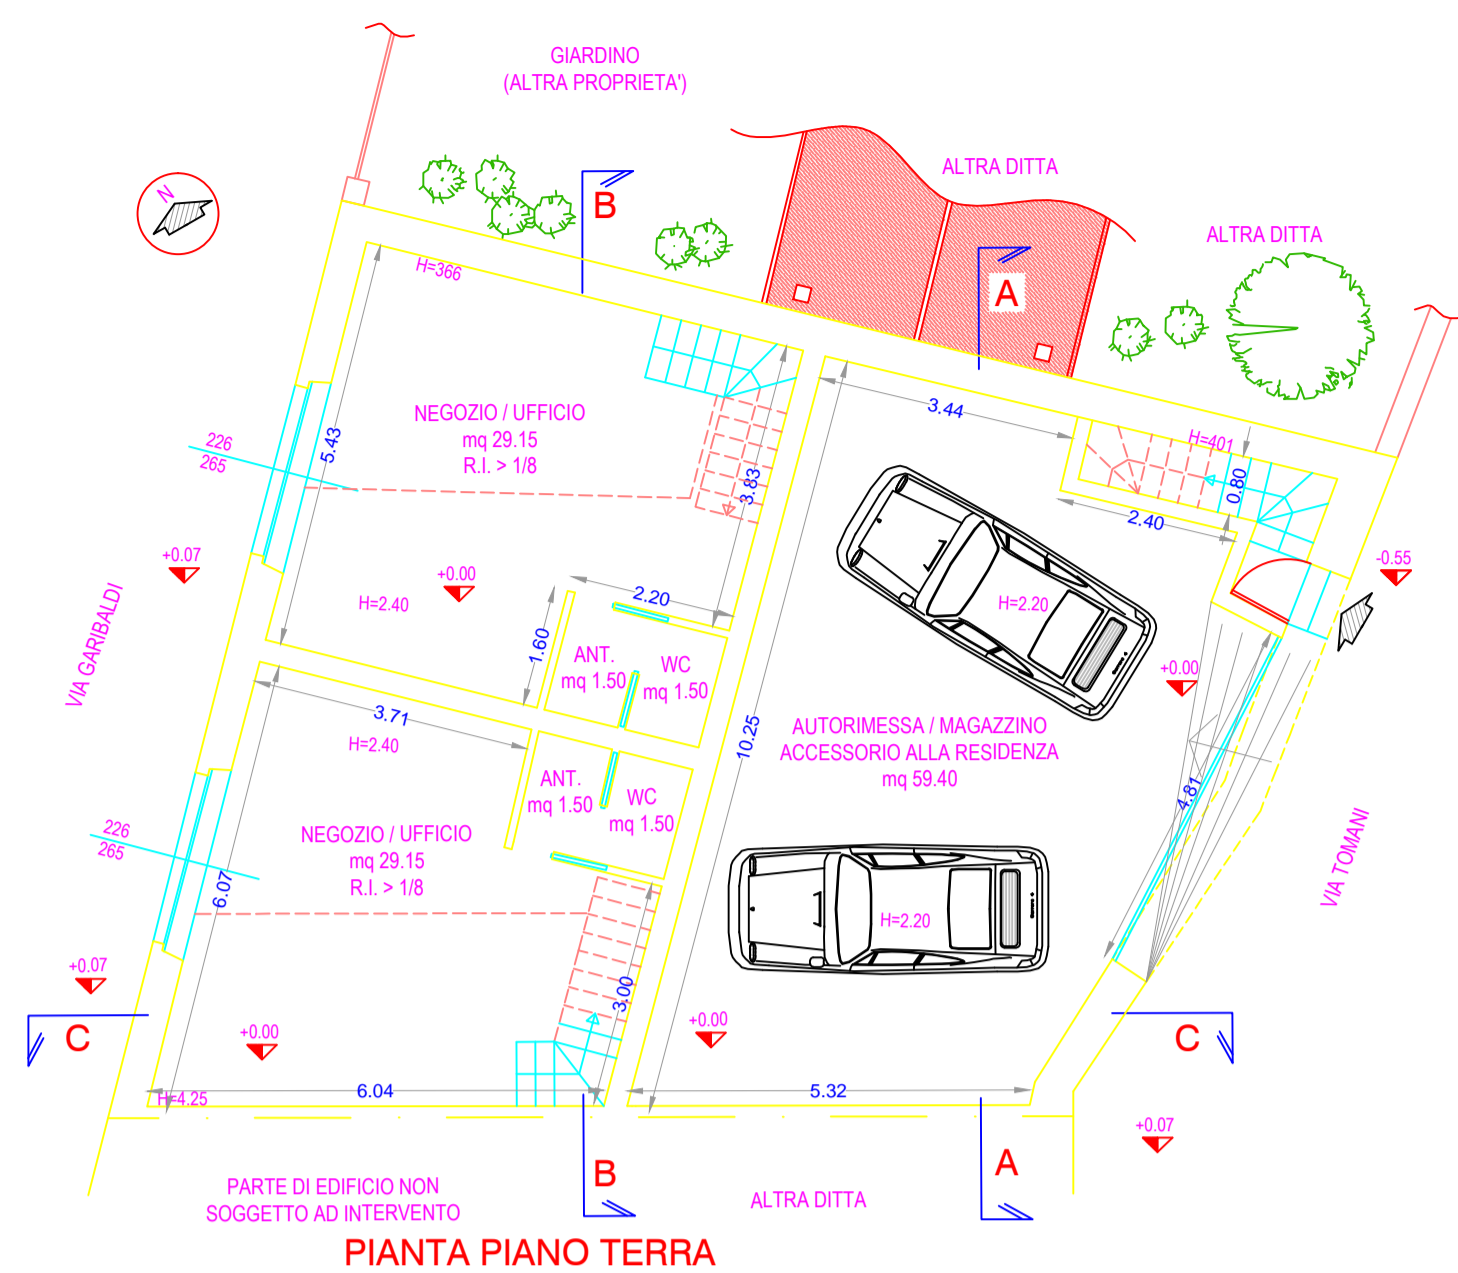 GIARDINO
(ALTRA PROPRIETA')
ALTRA DITTA
ALTRA DITTA
N
B
A
H=366
H=401
3.44
0.80
2.40
NEGOZIO / UFFICIO
mq 29.15
R.I. > 1/8
226
265
5.43
3.83
+0.07
+0.00
-0.55
H=2.40
H=2.20
2.20
1.60
ANT.
mq 1.50
WC
mq 1.50
+0.00
VIA GARIBALDI
3.71
H=2.40
10.25
AUTORIMESSA / MAGAZZINO
ACCESSORIO ALLA RESIDENZA
mq 59.40
ANT.
mq 1.50
WC
mq 1.50
4.81
VIA TOMANI
226
265
NEGOZIO / UFFICIO
mq 29.15
R.I. > 1/8
6.07
H=2.20
+0.07
3.00
C
+0.00
+0.00
C
H=4.25
6.04
5.32
+0.07
B
A
PARTE DI EDIFICIO NON
SOGGETTO AD INTERVENTO
ALTRA DITTA
PIANTA PIANO TERRA